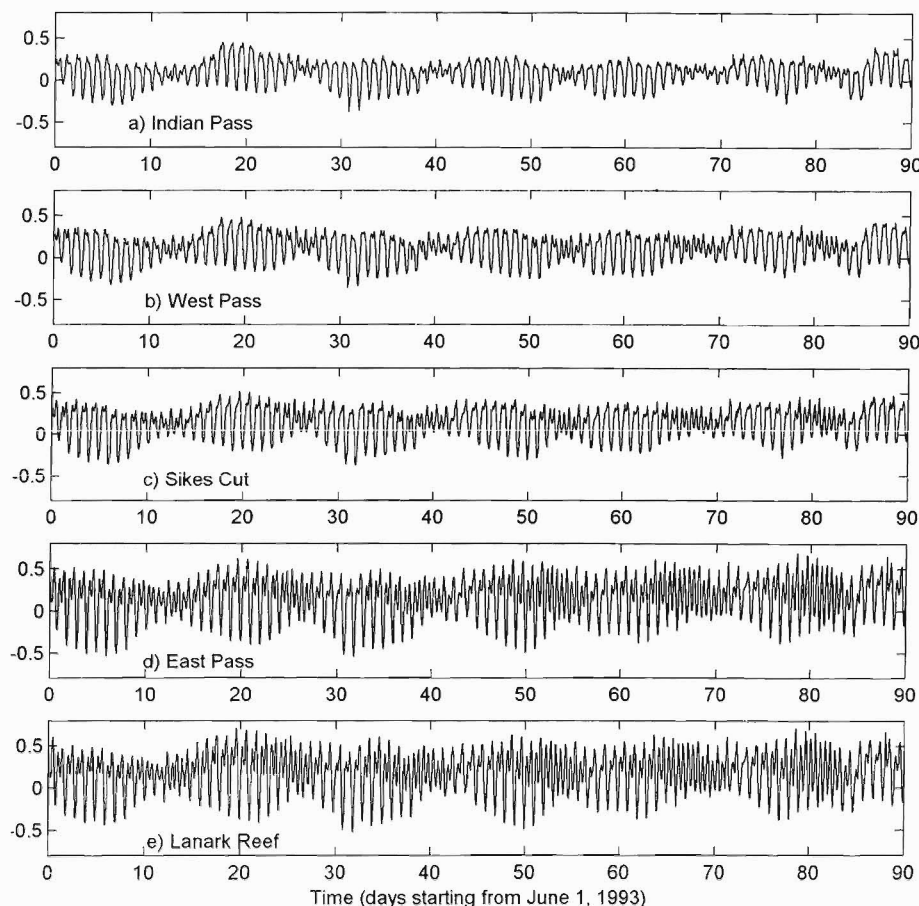 0.5
0
-0.5
a) Indian Pass
0 10 20 30 40 50 60 70 80 90
0.5
0
-0.5
b) West Pass
0 10 20 30 40 50 60 70 80 90
0.5
0
-0.5
c) Sikes Cut
0 10 20 30 40 50 60 70 80 90
0.5
0
-0.5
d) East Pass
0 10 20 30 40 50 60 70 80 90
0.5
0
-0.5
e) Lanark Reef
0 10 20 30 40 50 60 70 80 90
Time (days starting from June 1, 1993)